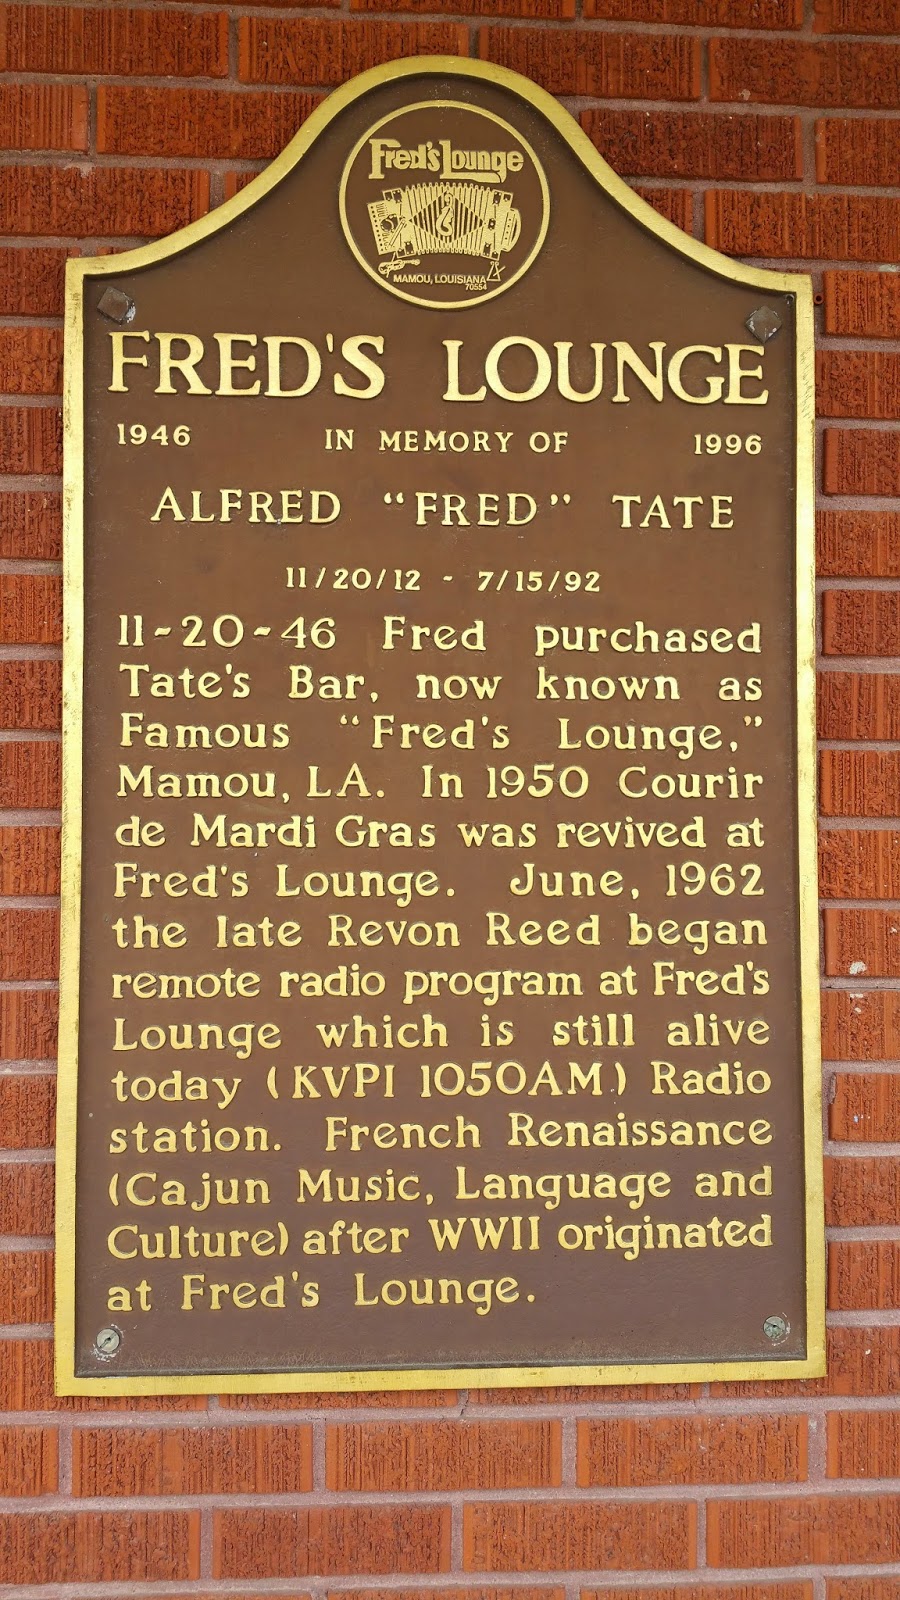 Fred's Lounge
MAMOU, LOUISIANA
70554
FRED'S LOUNGE
1946 IN MEMORY OF 1996
ALFRED "FRED" TATE
11/20/12 - 7/15/92
11-20-46 Fred purchased
Tate's Bar, now known as
Famous "Fred's Lounge,"
Mamou, LA. In 1950 Courir
de Mardi Gras was revived at
Fred's Lounge. June, 1962
the late Revon Reed began
remote radio program at Fred's
Lounge which is still alive
today (KVPI 1050AM) Radio
station. French Renaissance
(Cajun Music, Language and
Culture) after WWII originated
at Fred's Lounge.